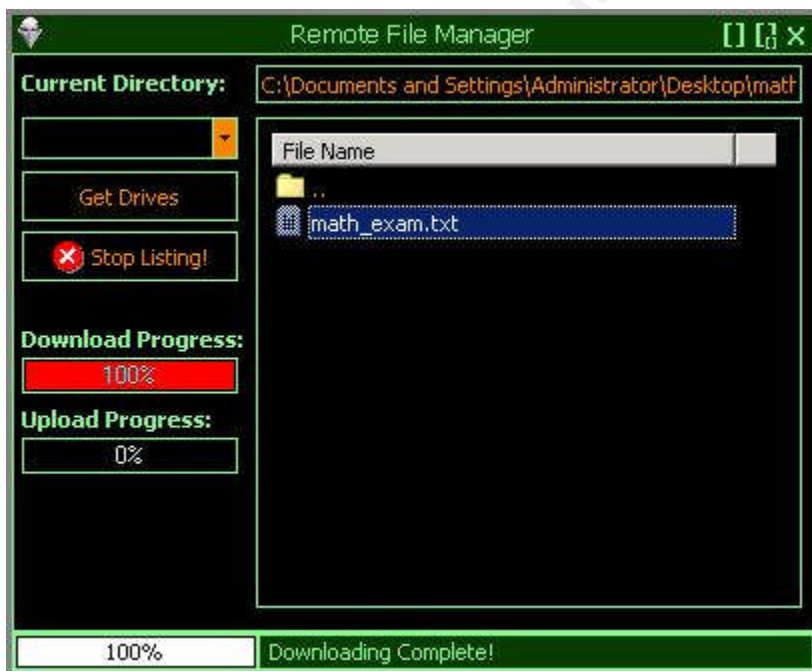 Remote File Manager
Current Directory:
C:\Documents and Settings\Administrator\Desktop\math
File Name
Get Drives
..
Stop Listing!
math_exam.txt
Download Progress:
100%
Upload Progress:
0%
100%
Downloading Complete!